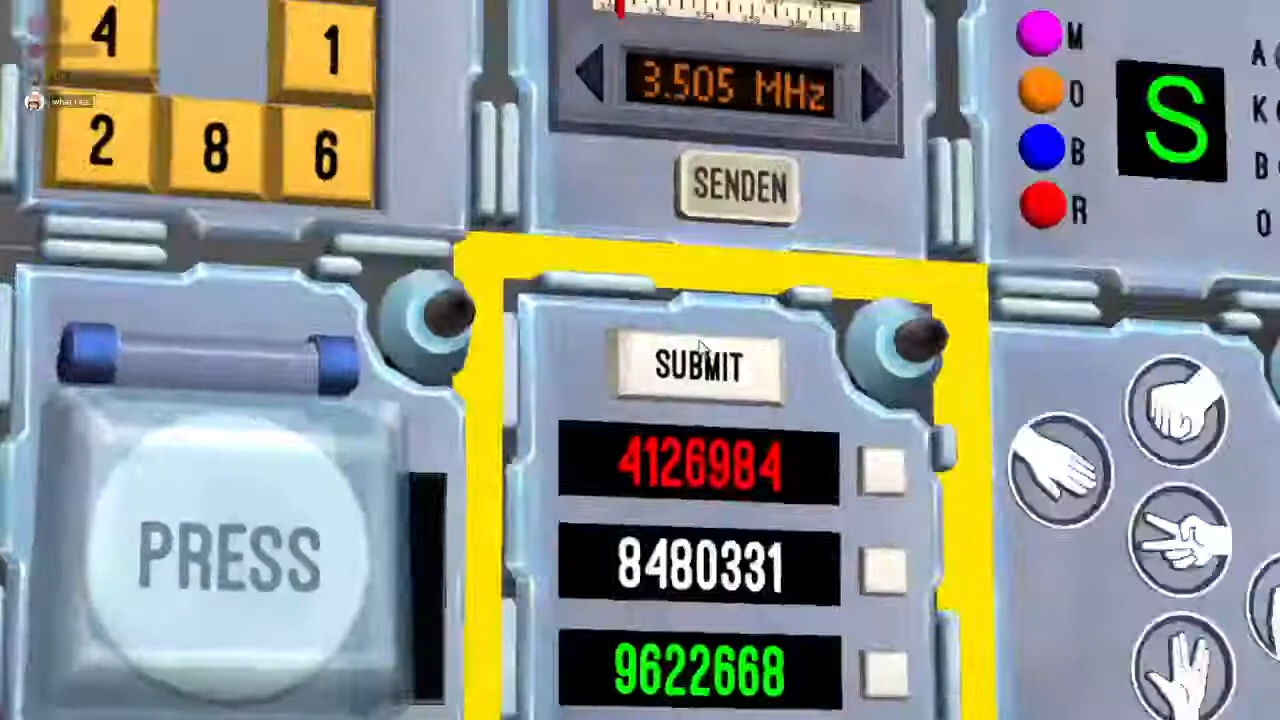 4
1
2 8 6
3.505 MHz
SENDEN
M
O
B
R
S
A
K
B
O
PRESS
SUBMIT
4126984
8480331
9622668